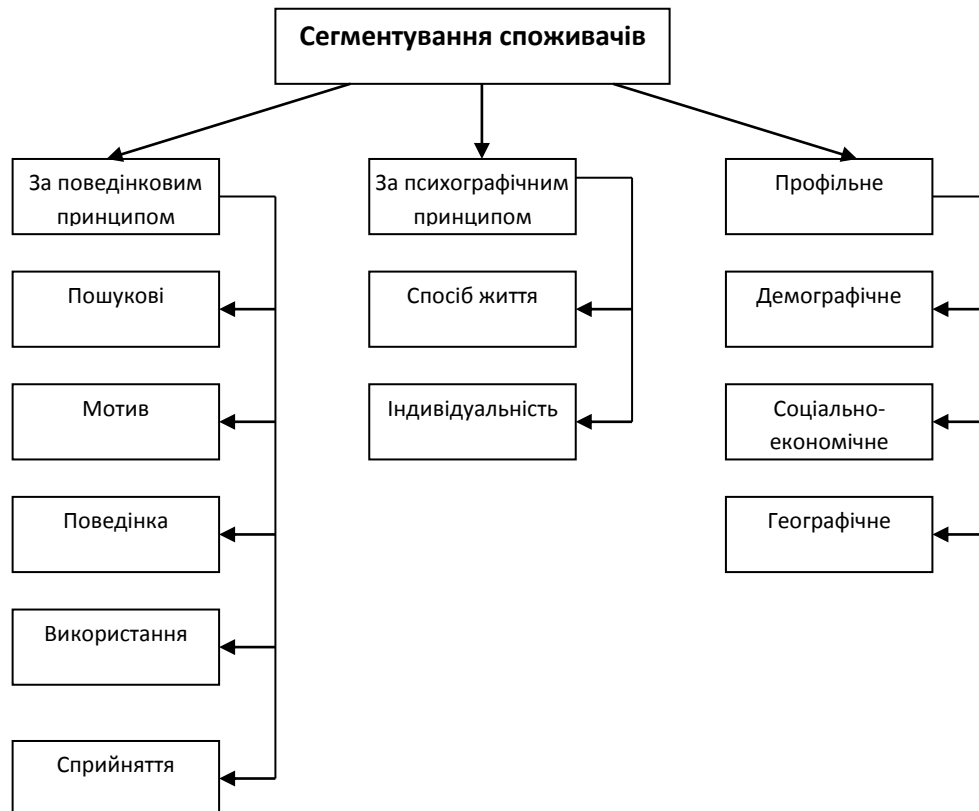 Сегментування споживачів
За поведінковим
принципом
Пошукові
Мотив
Поведінка
Використання
Сприйняття
За психографічним
принципом
Спосіб життя
Індивідуальність
Профільне
Демографічне
Соціально-
економічне
Географічне